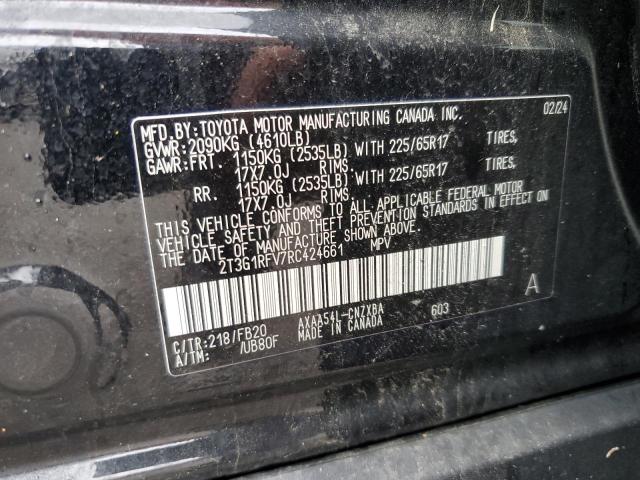 MFD.BY:TOYOTA MOTOR MANUFACTURING CANADA INC. 02/24
GVWR:2090KG (4610LB)
GAWR:FRT. 1150KG (2535LB) WITH 225/65R17 TIRES,
17X7.0J RIMS,
RR. 1150KG (2535LB) WITH 225/65R17 TIRES,
17X7.0J RIMS.
THIS VEHICLE CONFORMS TO ALL APPLICABLE FEDERAL MOTOR
VEHICLE SAFETY AND THEFT PREVENTION STANDARDS IN EFFECT ON
THE DATE OF MANUFACTURE SHOWN ABOVE.
2T3G1RFV7RC424661 MPV
A
C/TR:218/FB20 AXAA54L-CNZXBA 603
A/TM: /UB80F MADE IN CANADA